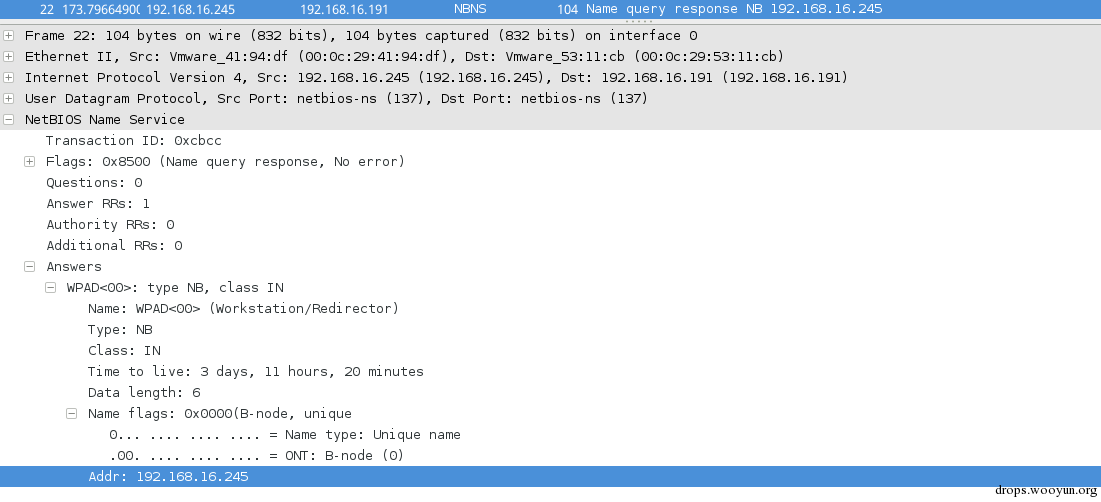 22 173.79664900 192.168.16.245 192.168.16.191 NBNS 104 Name query response NB 192.168.16.245
Frame 22: 104 bytes on wire (832 bits), 104 bytes captured (832 bits) on interface 0
Ethernet II, Src: Vmware_41:94:df (00:0c:29:41:94:df), Dst: Vmware_53:11:cb (00:0c:29:53:11:cb)
Internet Protocol Version 4, Src: 192.168.16.245 (192.168.16.245), Dst: 192.168.16.191 (192.168.16.191)
User Datagram Protocol, Src Port: netbios-ns (137), Dst Port: netbios-ns (137)
NetBIOS Name Service
Transaction ID: 0xcbcc
Flags: 0x8500 (Name query response, No error)
Questions: 0
Answer RRs: 1
Authority RRs: 0
Additional RRs: 0
Answers
WPAD<00>: type NB, class IN
Name: WPAD<00> (Workstation/Redirector)
Type: NB
Class: IN
Time to live: 3 days, 11 hours, 20 minutes
Data length: 6
Name flags: 0x0000(B-node, unique
0... .... .... .... = Name type: Unique name
.00. .... .... .... = ONT: B-node (0)
Addr: 192.168.16.245
drops.wooyun.org